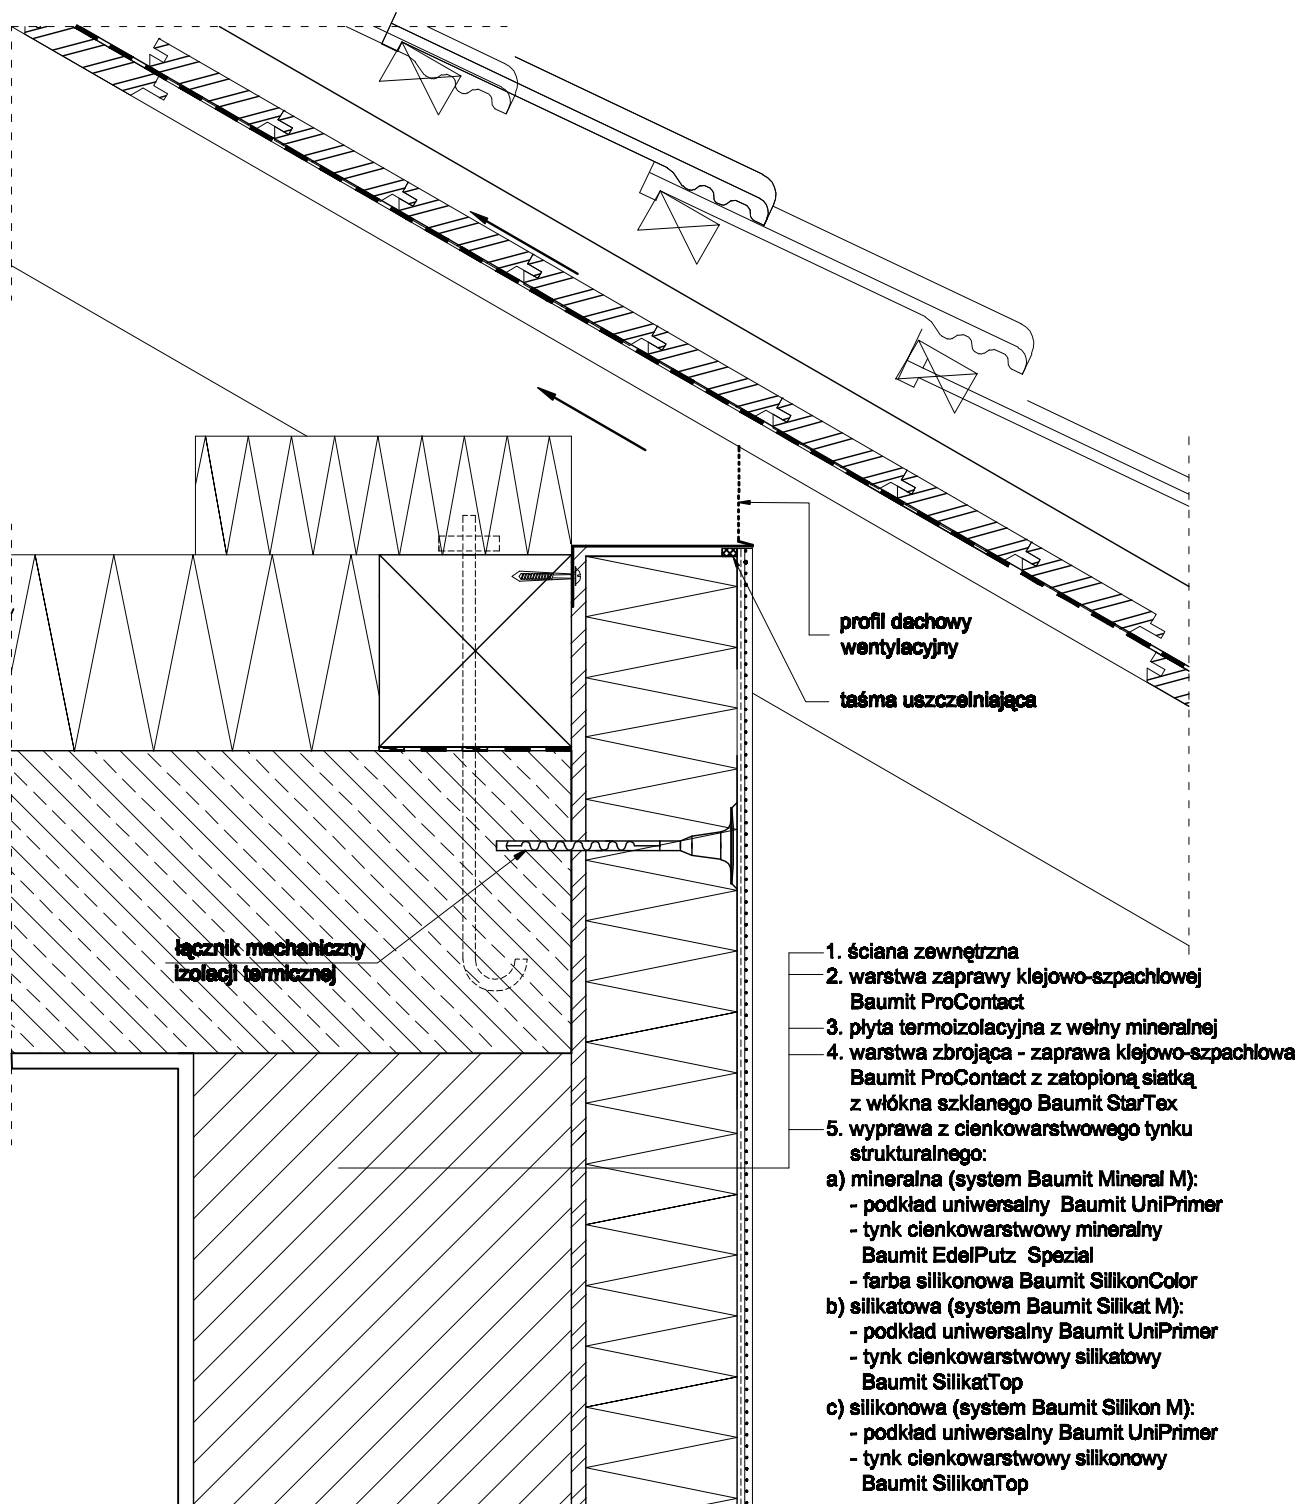 profil dachowy
wentylacyjny
taśma uszczelniająca
łącznik mechaniczny
izolacji termicznej
1. ściana zewnętrzna
2. warstwa zaprawy klejowo-szpachlowej
Baumit ProContact
3. płyta termoizolacyjna z wełny mineralnej
4. warstwa zbrojąca - zaprawa klejowo-szpachlowa
Baumit ProContact z zatopioną siatką
z włókna szklanego Baumit StarTex
5. wyprawa z cienkowarstwowego tynku
strukturalnego:
a) mineralna (system Baumit Mineral M):
- podkład uniwersalny Baumit UniPrimer
- tynk cienkowarstwowy mineralny
Baumit EdelPutz Spezial
- farba silikonowa Baumit SilikonColor
b) silikatowa (system Baumit Silikat M):
- podkład uniwersalny Baumit UniPrimer
- tynk cienkowarstwowy silikatowy
Baumit SilikatTop
c) silikonowa (system Baumit Silikon M):
- podkład uniwersalny Baumit UniPrimer
- tynk cienkowarstwowy silikonowy
Baumit SilikonTop